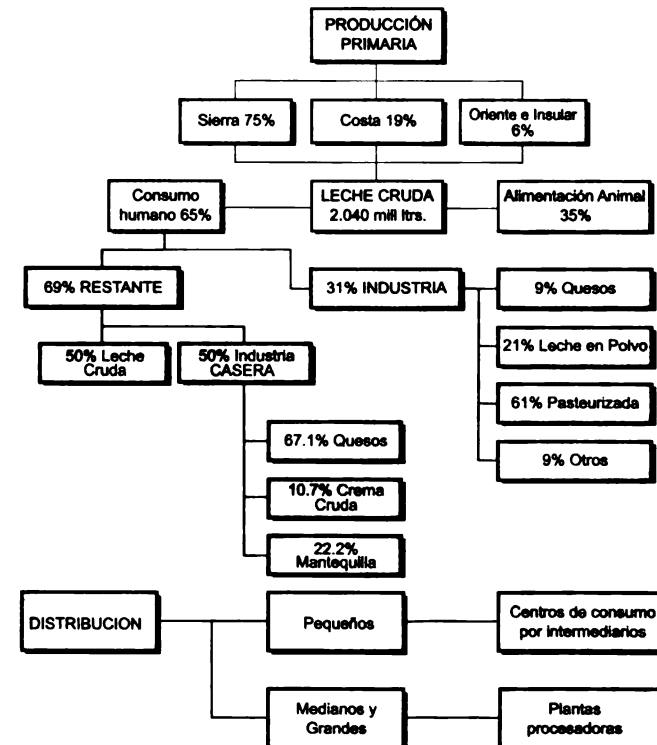 PRODUCCIÓN
PRIMARIA
Sierra 75%
Costa 19%
Oriente e Insular
6%
Consumo
humano 65%
LECHE CRUDA
2.040 mill ltrs.
Alimentación Animal
35%
69% RESTANTE
31% INDUSTRIA
9% Quesos
50% Leche
Cruda
50% Industria
CASERA
21% Leche en Polvo
61% Pasteurizada
67.1% Quesos
9% Otros
10.7% Crema
Cruda
22.2%
Mantequilla
DISTRIBUCION
Pequeños
Centros de consumo
por intermediarios
Medianos y
Grandes
Plantas
procesadoras